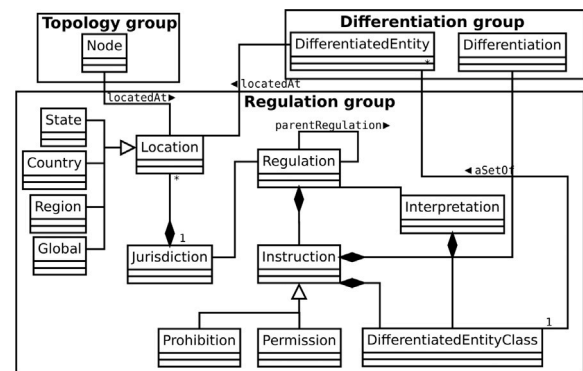 Topology group
Differentiation group
Node
DifferentiatedEntity
Differentiation
*
locatedAt▶
◀locatedAt
Regulation group
State
parentRegulation▶
Country
Location
Regulation
◀aSetOf
*
Region
Interpretation
1
Global
Jurisdiction
Instruction
1
Prohibition
Permission
DifferentiatedEntityClass